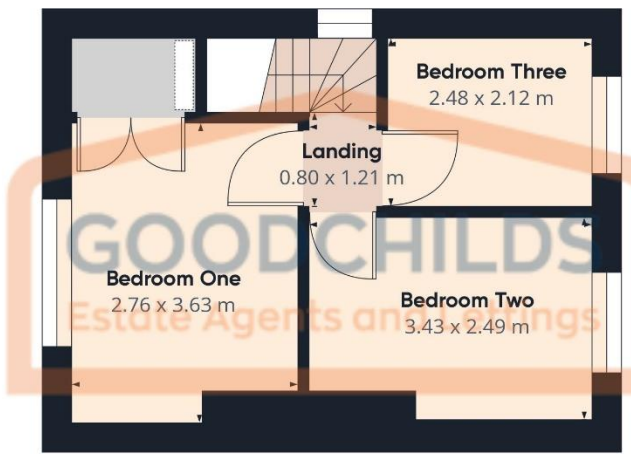 Bedroom Three
2.48 x 2.12 m
Landing
0.80 x 1.21 m
GOODCHILDS
Bedroom One
2.76 x 3.63 m
Bedroom Two
3.43 x 2.49 m
Estate Agents and Lettings